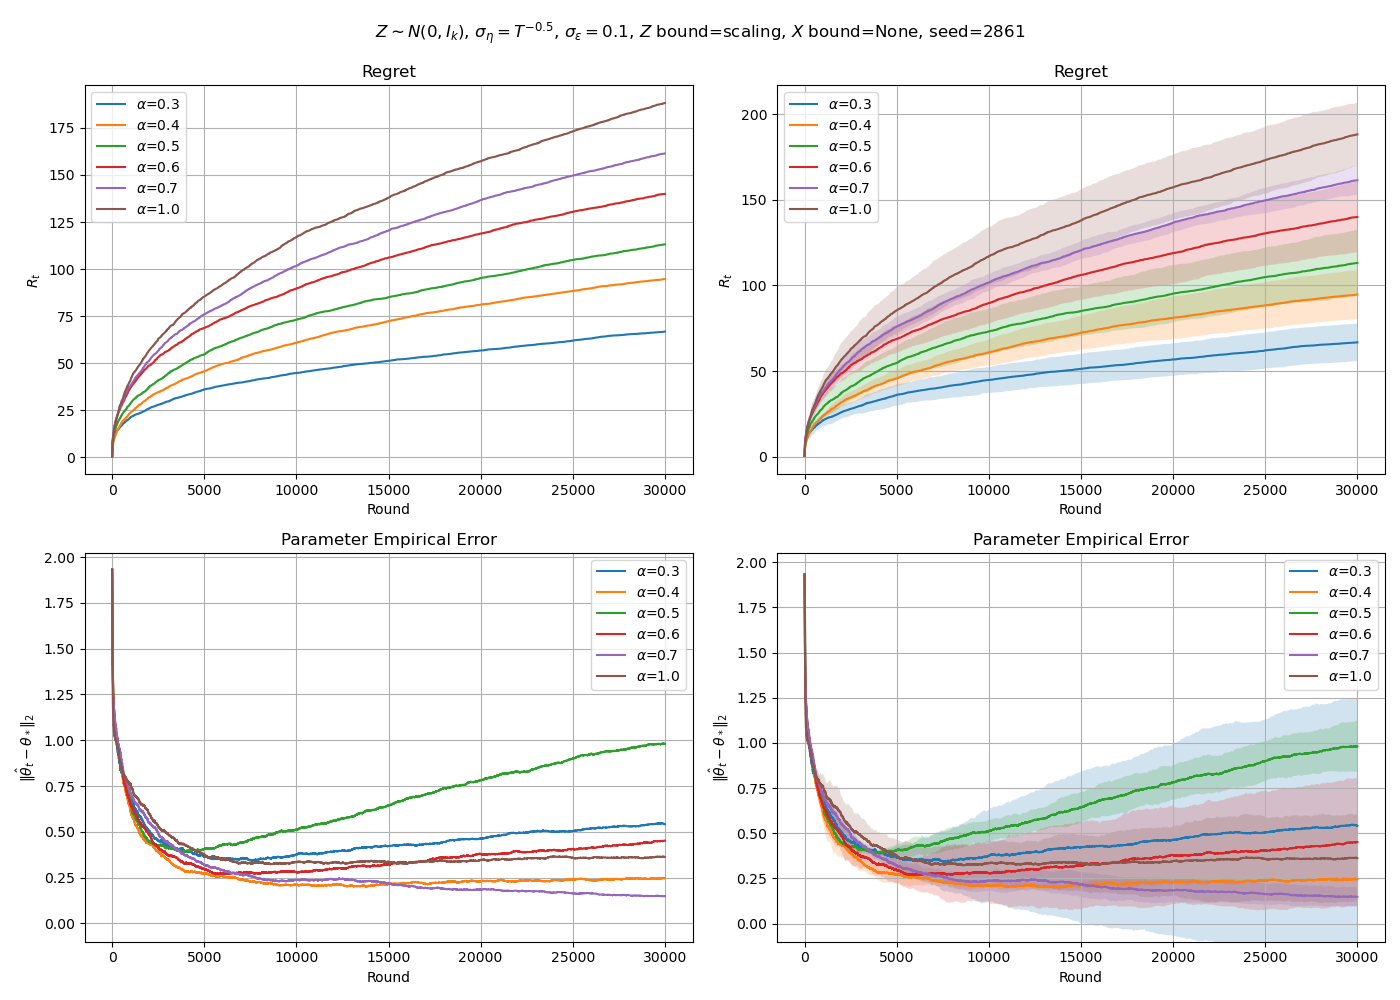 Z ~ N(0, I_k), σ_η = T^{-0.5}, σ_ε = 0.1, Z bound=scaling, X bound=None, seed=2861
Regret
R_t
175
150
125
100
75
50
25
0
α=0.3
α=0.4
α=0.5
α=0.6
α=0.7
α=1.0
0 5000 10000 15000 20000 25000 30000
Round
Regret
R_t
200
150
100
50
0
α=0.3
α=0.4
α=0.5
α=0.6
α=0.7
α=1.0
0 5000 10000 15000 20000 25000 30000
Round
Parameter Empirical Error
‖θ̂_t − θ_*‖_2
2.00
1.75
1.50
1.25
1.00
0.75
0.50
0.25
0.00
α=0.3
α=0.4
α=0.5
α=0.6
α=0.7
α=1.0
0 5000 10000 15000 20000 25000 30000
Round
Parameter Empirical Error
‖θ̂_t − θ_*‖_2
2.00
1.75
1.50
1.25
1.00
0.75
0.50
0.25
0.00
α=0.3
α=0.4
α=0.5
α=0.6
α=0.7
α=1.0
0 5000 10000 15000 20000 25000 30000
Round